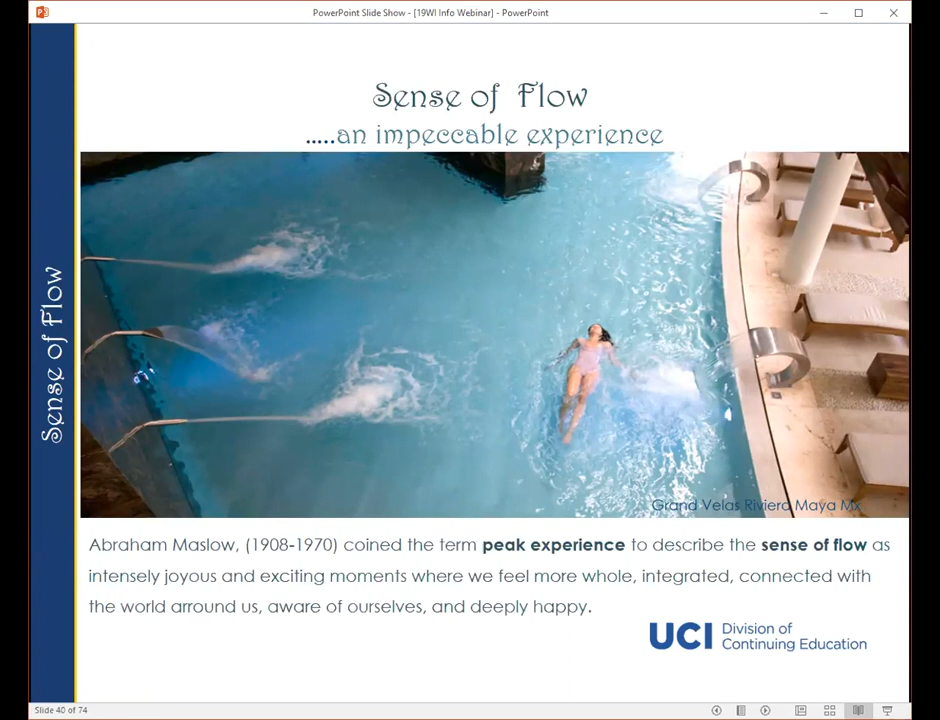 PowerPoint Slide Show - [19WI Info Webinar] - PowerPoint
Sense of Flow
.....an impeccable experience
Sense of Flow
Grand Velas Riviera Maya Mx
Abraham Maslow, (1908-1970) coined the term peak experience to describe the sense of flow as
intensely joyous and exciting moments where we feel more whole, integrated, connected with
the world arround us, aware of ourselves, and deeply happy.
UCI Division of
Continuing Education
Slide 40 of 74